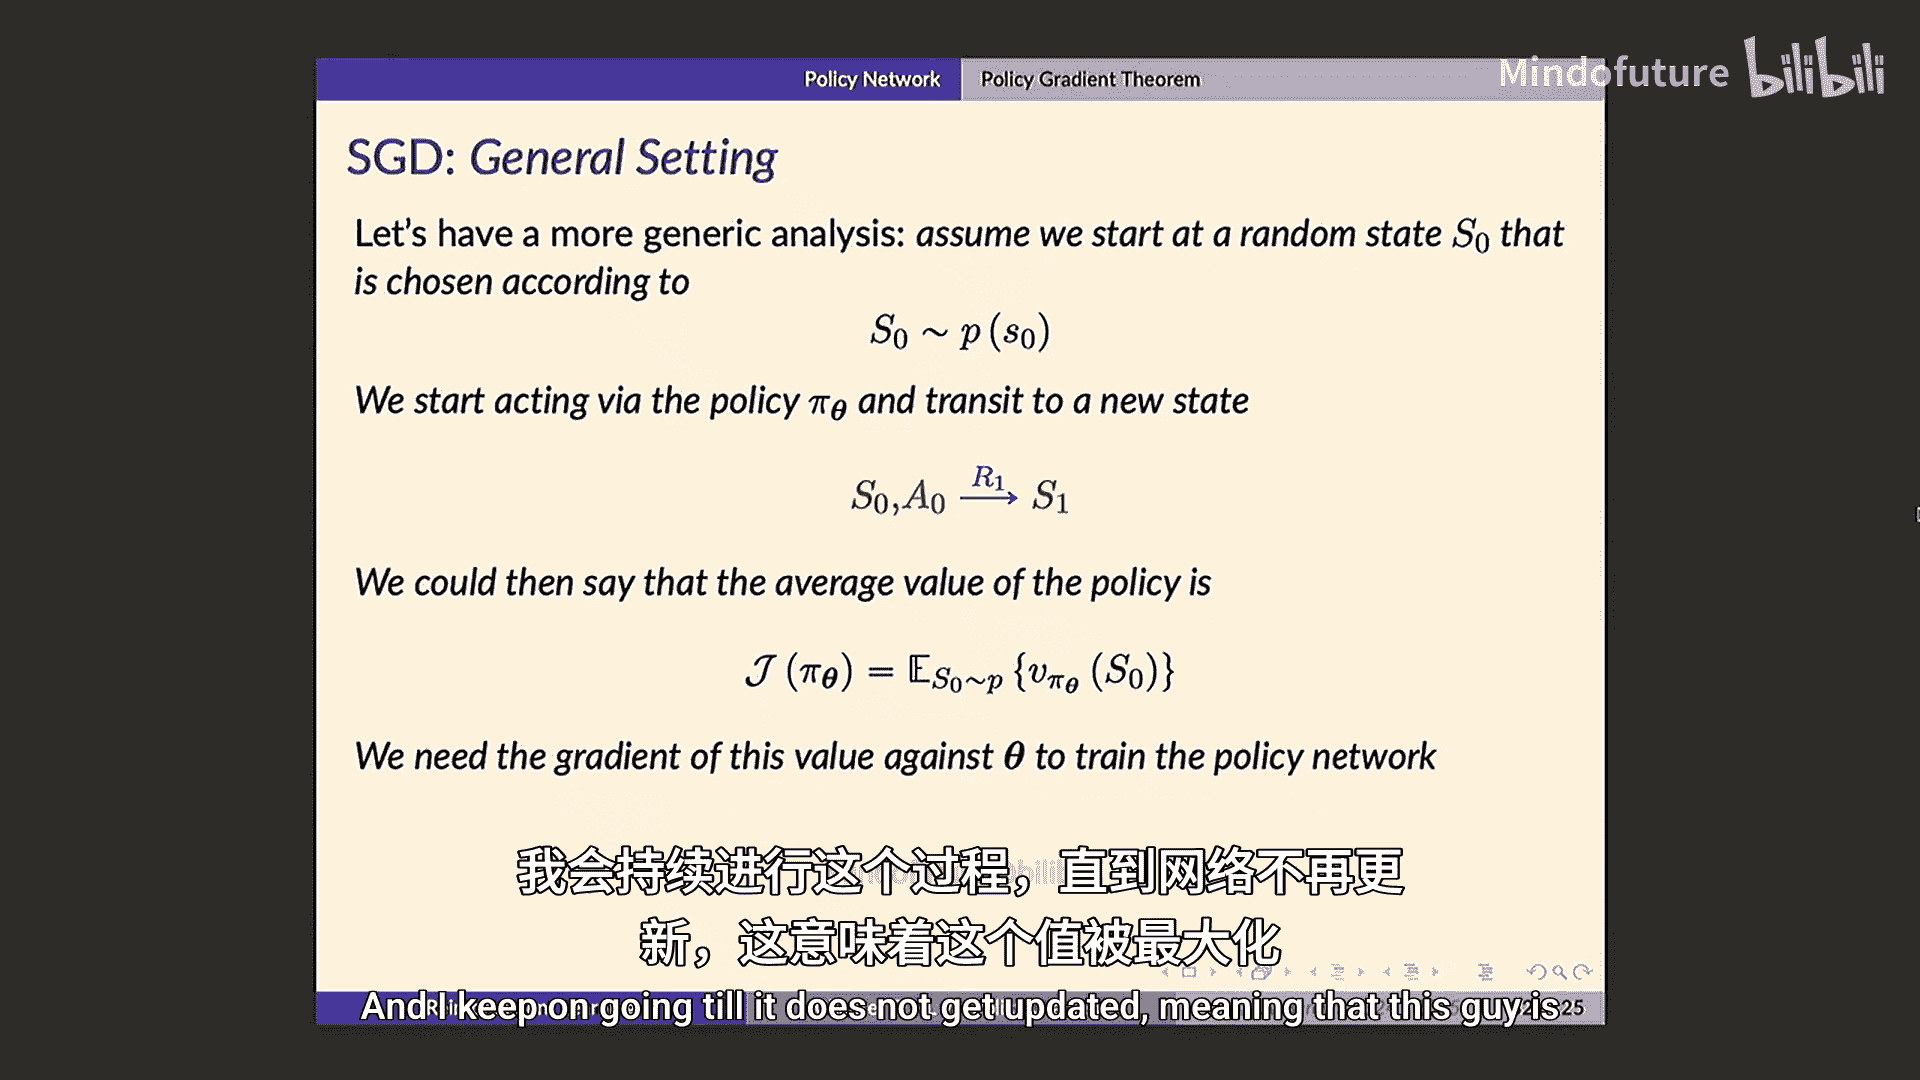 Policy Network Policy Gradient Theorem
Mindofuture bilibili
SGD: General Setting
Let's have a more generic analysis: assume we start at a random state S₀ that
is chosen according to
S₀ ∼ p (s₀)
We start acting via the policy π_θ and transit to a new state
R₁
S₀,A₀ ⟶ S₁
We could then say that the average value of the policy is
𝒥 (π_θ) = 𝔼_{S₀∼p} {v_{π_θ} (S₀)}
We need the gradient of this value against θ to train the policy network
我会持续进行这个过程，直到网络不再更
新，这意味着这个值被最大化
And I keep on going till it does not get updated, meaning that this guy is
25